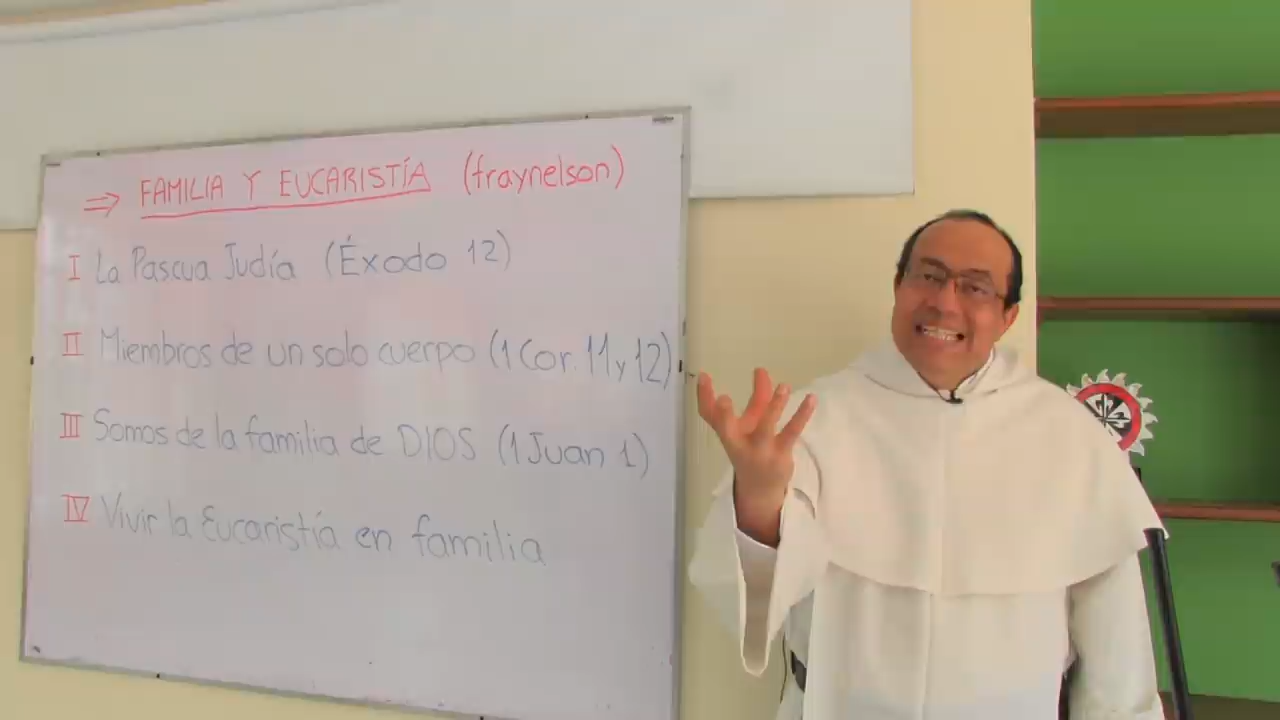 ⇒ FAMILIA Y EUCARISTÍA (fraynelson)
I La Pascua Judía (Éxodo 12)
II Miembros de un solo cuerpo (1 Cor. 11 y 12)
III Somos de la familia de DIOS (1 Juan 1)
IV Vivir la Eucaristía en familia